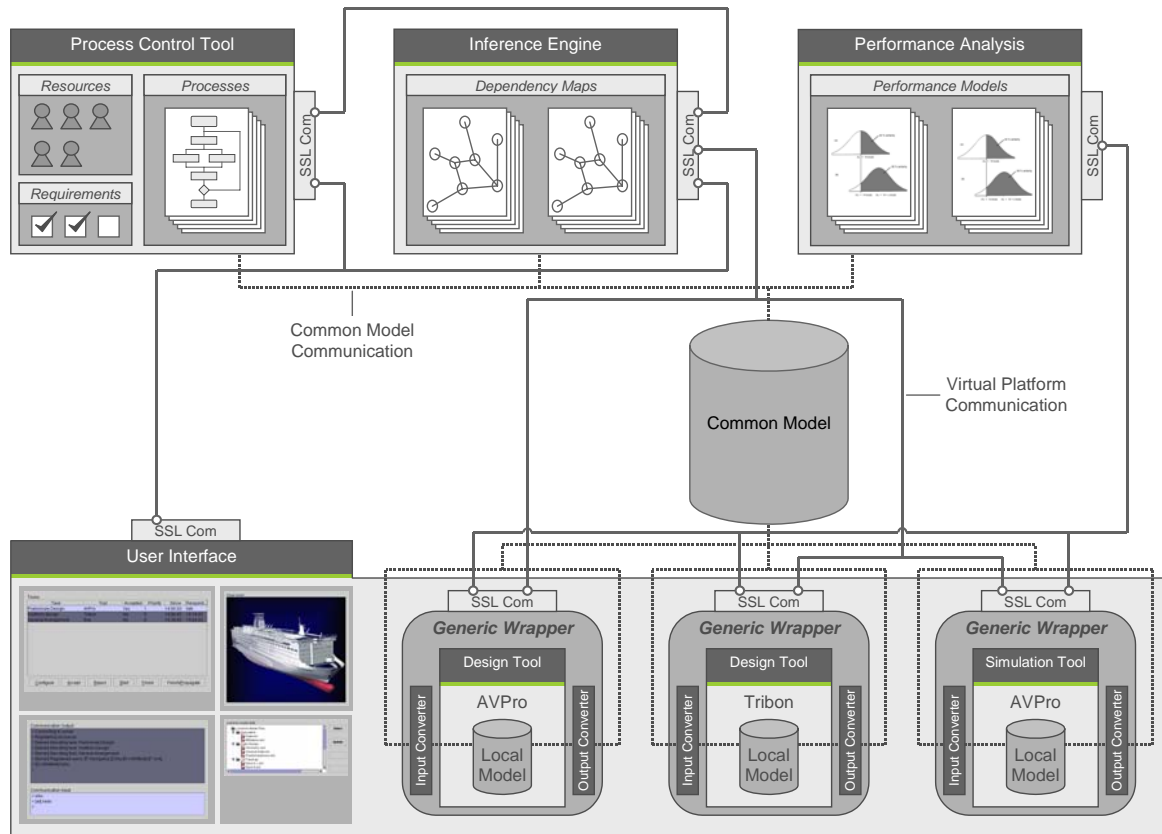 Process Control Tool
Resources
Processes
Requirements
SSL Com
Inference Engine
Dependency Maps
SSL Com
Performance Analysis
Performance Models
SSL Com
Common Model
Communication
Common Model
Virtual Platform
Communication
SSL Com
User Interface
SSL Com
Generic Wrapper
Design Tool
AVPro
Local
Model
Input Converter
Output Converter
SSL Com
Generic Wrapper
Design Tool
Tribon
Local
Model
Input Converter
Output Converter
SSL Com
Generic Wrapper
Simulation Tool
AVPro
Local
Model
Input Converter
Output Converter